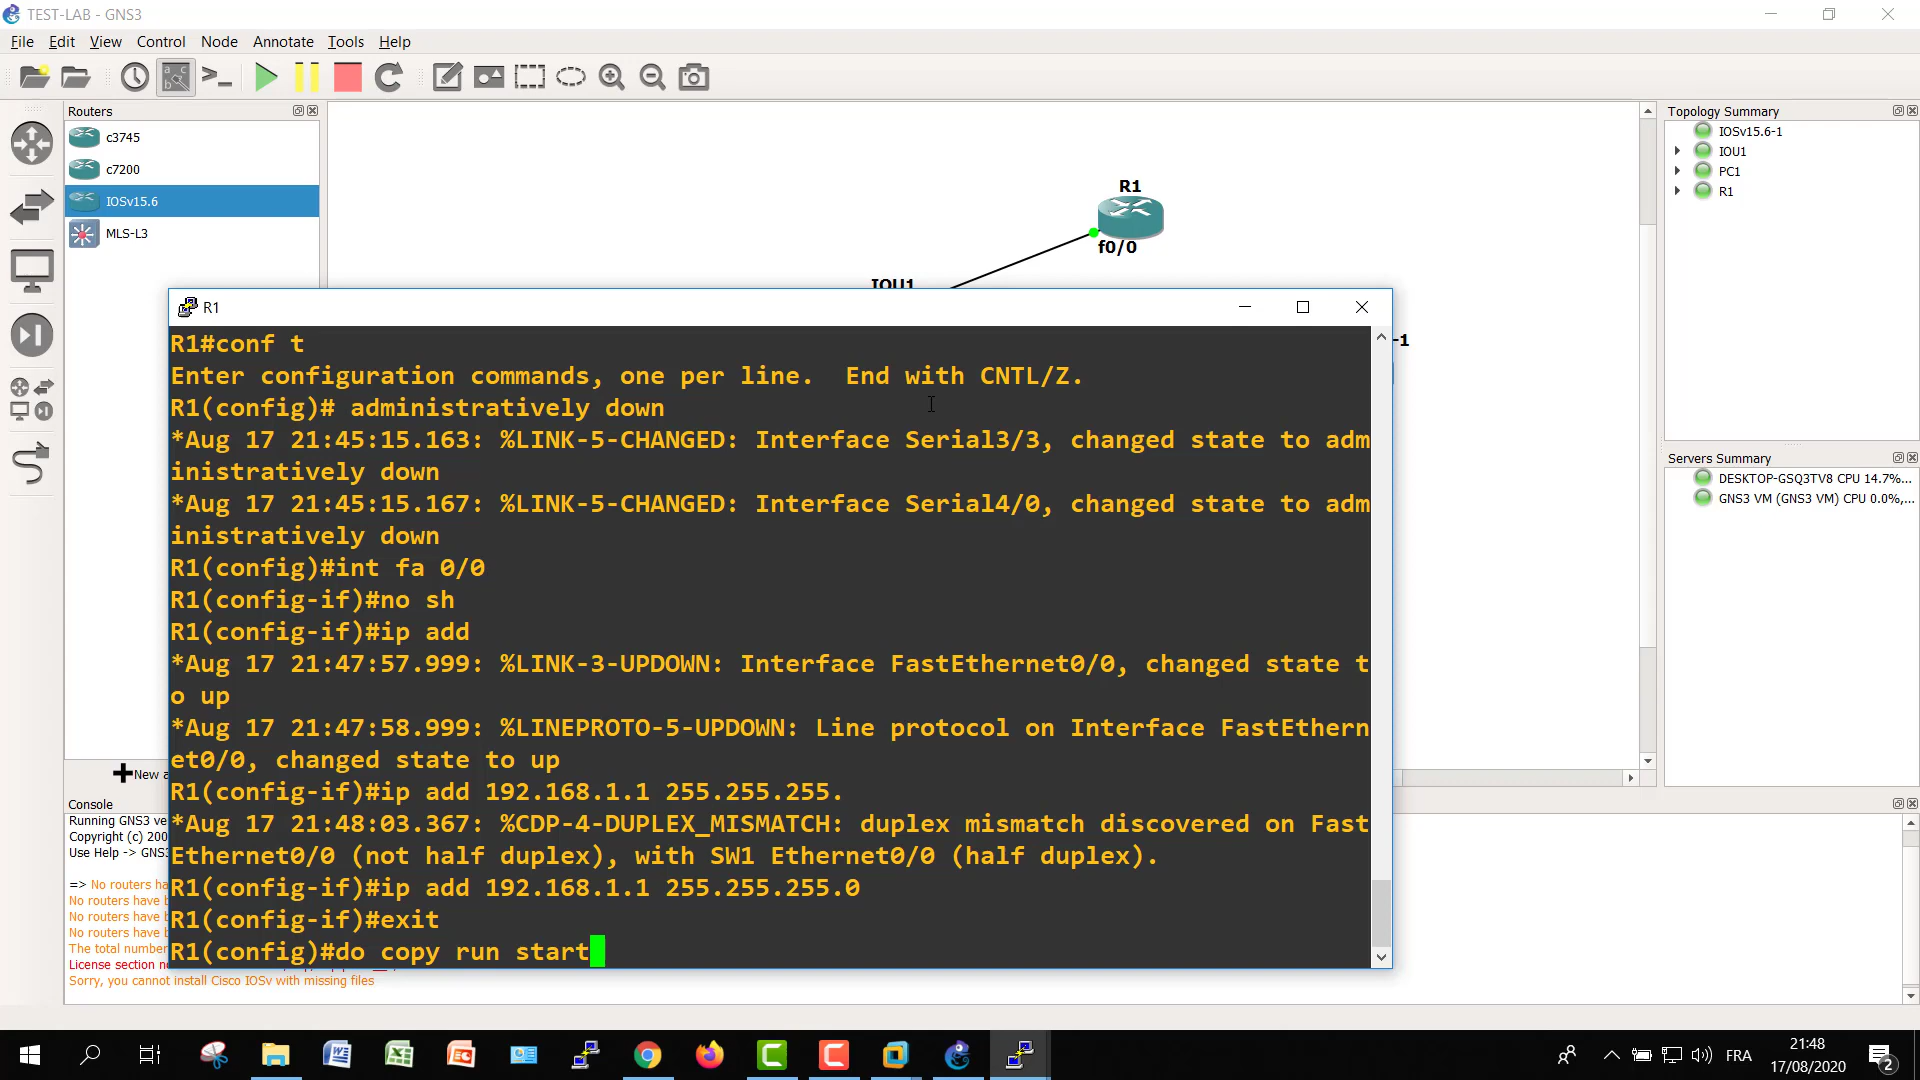 TEST-LAB - GNS3
File Edit View Control Node Annotate Tools Help
Routers
c3745
c7200
IOSv15.6
MLS-L3
R1
f0/0
IOU1
-1
Topology Summary
IOSv15.6-1
IOU1
PC1
R1
Servers Summary
DESKTOP-GSQ3TV8 CPU 14.7%...
GNS3 VM (GNS3 VM) CPU 0.0%,...
R1
R1#conf t
Enter configuration commands, one per line.  End with CNTL/Z.
R1(config)# administratively down
*Aug 17 21:45:15.163: %LINK-5-CHANGED: Interface Serial3/3, changed state to adm
inistratively down
*Aug 17 21:45:15.167: %LINK-5-CHANGED: Interface Serial4/0, changed state to adm
inistratively down
R1(config)#int fa 0/0
R1(config-if)#no sh
R1(config-if)#ip add
*Aug 17 21:47:57.999: %LINK-3-UPDOWN: Interface FastEthernet0/0, changed state t
o up
*Aug 17 21:47:58.999: %LINEPROTO-5-UPDOWN: Line protocol on Interface FastEthern
et0/0, changed state to up
R1(config-if)#ip add 192.168.1.1 255.255.255.
*Aug 17 21:48:03.367: %CDP-4-DUPLEX_MISMATCH: duplex mismatch discovered on Fast
Ethernet0/0 (not half duplex), with SW1 Ethernet0/0 (half duplex).
R1(config-if)#ip add 192.168.1.1 255.255.255.0
R1(config-if)#exit
R1(config)#do copy run start
New a
Console
Running GNS3 ve
Copyright (c) 200
Use Help -> GNS3
=> No routers ha
No routers have b
No routers have b
No routers have b
The total number
License section n
Sorry, you cannot install Cisco IOSv with missing files
FRA
21:48
17/08/2020
2